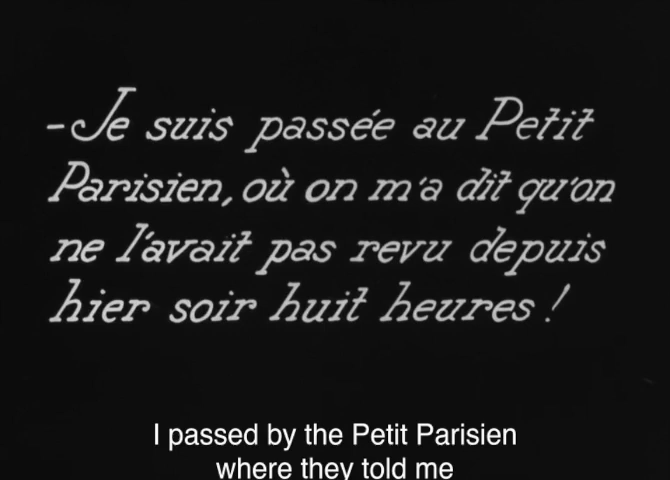 -Je suis passée au Petit
Parisien, où on m'a dit qu'on
ne l'avait pas revu depuis
hier soir huit heures !
I passed by the Petit Parisien
where they told me